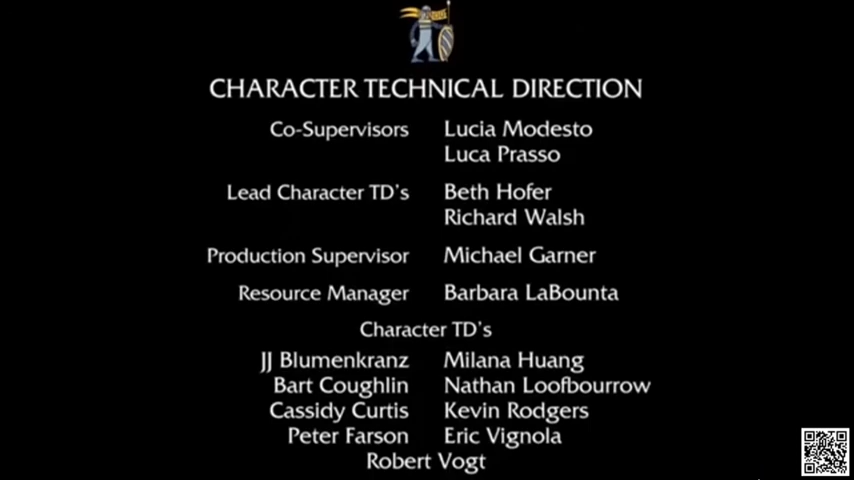 CHARACTER TECHNICAL DIRECTION
Co-Supervisors Lucia Modesto
Luca Prasso
Lead Character TD's Beth Hofer
Richard Walsh
Production Supervisor Michael Garner
Resource Manager Barbara LaBounta
Character TD's
JJ Blumenkranz Milana Huang
Bart Coughlin Nathan Loofbourrow
Cassidy Curtis Kevin Rodgers
Peter Farson Eric Vignola
Robert Vogt